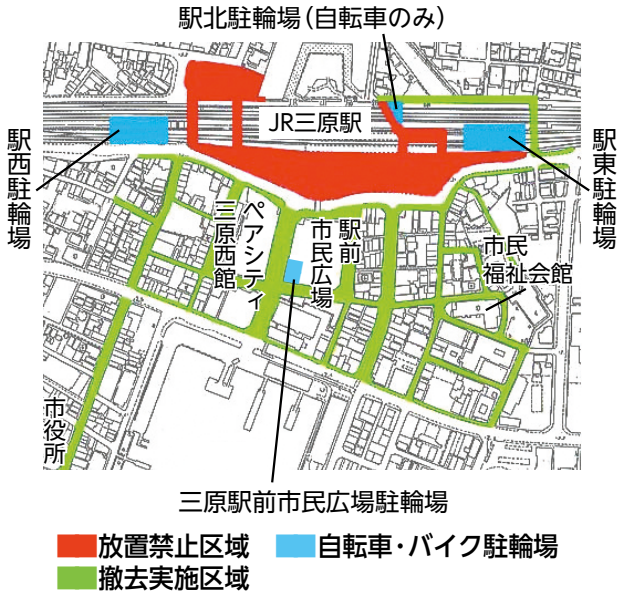 駅北駐輪場（自転車のみ）
JR三原駅
駅西駐輪場
駅東駐輪場
ペアシティ
三原西館
駅前
市民広場
市民
福祉会館
市役所
三原駅前市民広場駐輪場
放置禁止区域
自転車・バイク駐輪場
撤去実施区域